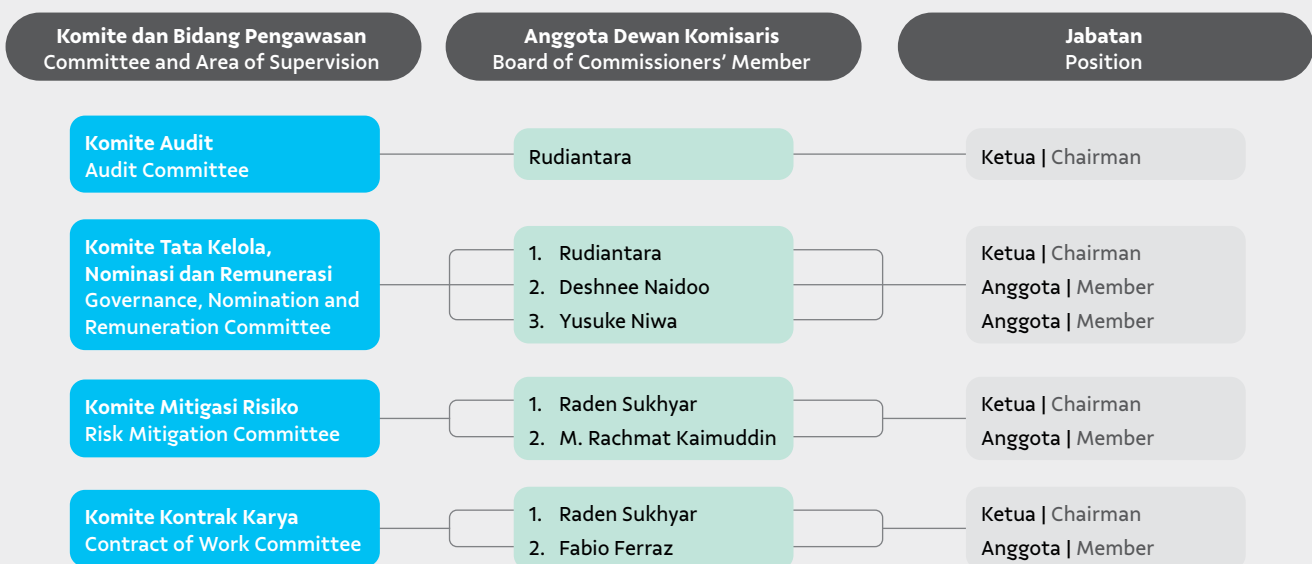 Komite dan Bidang Pengawasan
Committee and Area of Supervision
Anggota Dewan Komisaris
Board of Commissioners' Member
Jabatan
Position
Komite Audit
Audit Committee
Rudiantara
Ketua | Chairman
Komite Tata Kelola,
Nominasi dan Remunerasi
Governance, Nomination and
Remuneration Committee
1. Rudiantara
2. Deshnee Naidoo
3. Yusuke Niwa
Ketua | Chairman
Anggota | Member
Anggota | Member
Komite Mitigasi Risiko
Risk Mitigation Committee
1. Raden Sukhyar
2. M. Rachmat Kaimuddin
Ketua | Chairman
Anggota | Member
Komite Kontrak Karya
Contract of Work Committee
1. Raden Sukhyar
2. Fabio Ferraz
Ketua | Chairman
Anggota | Member